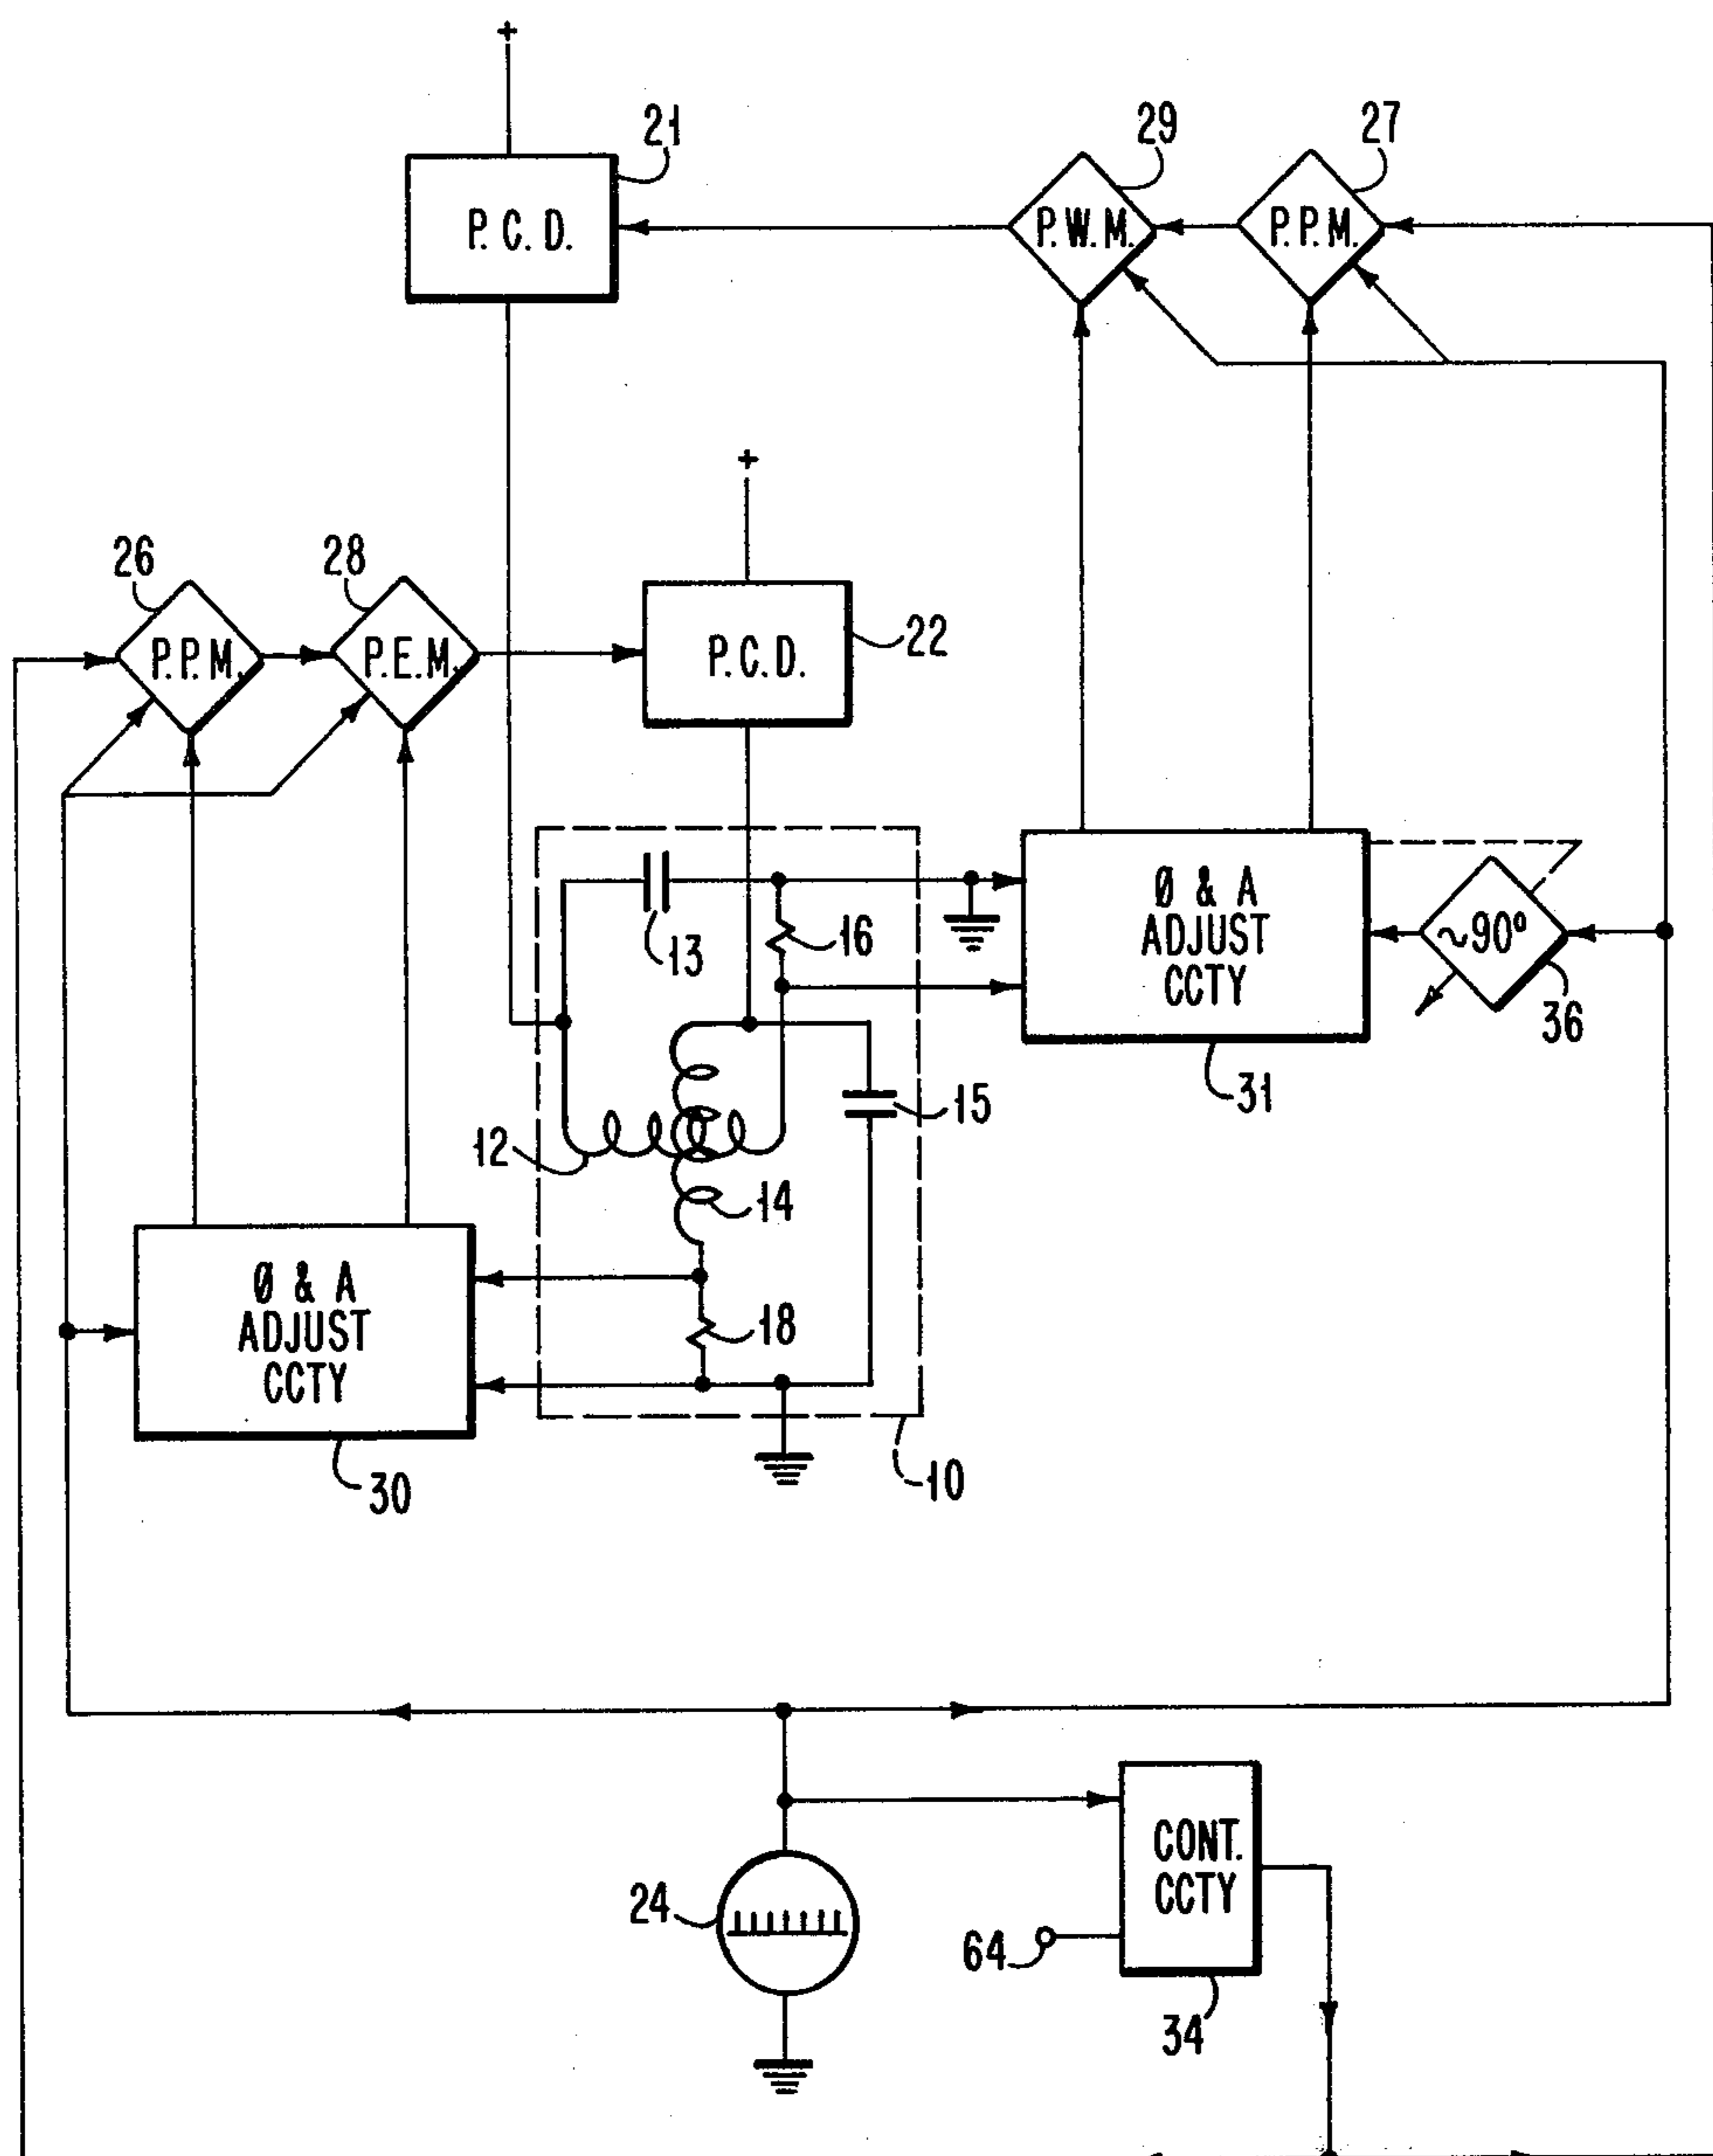 +
21
P. C. D.
29
P.W.M.
27
P.P.M.
+
26
P.P.M.
28
P.E.M.
P.C.D.
22
13
16
Ø & A
ADJUST
CCTY
31
~90°
36
12
14
15
Ø & A
ADJUST
CCTY
30
18
10
24
CONT.
CCTY
64
34